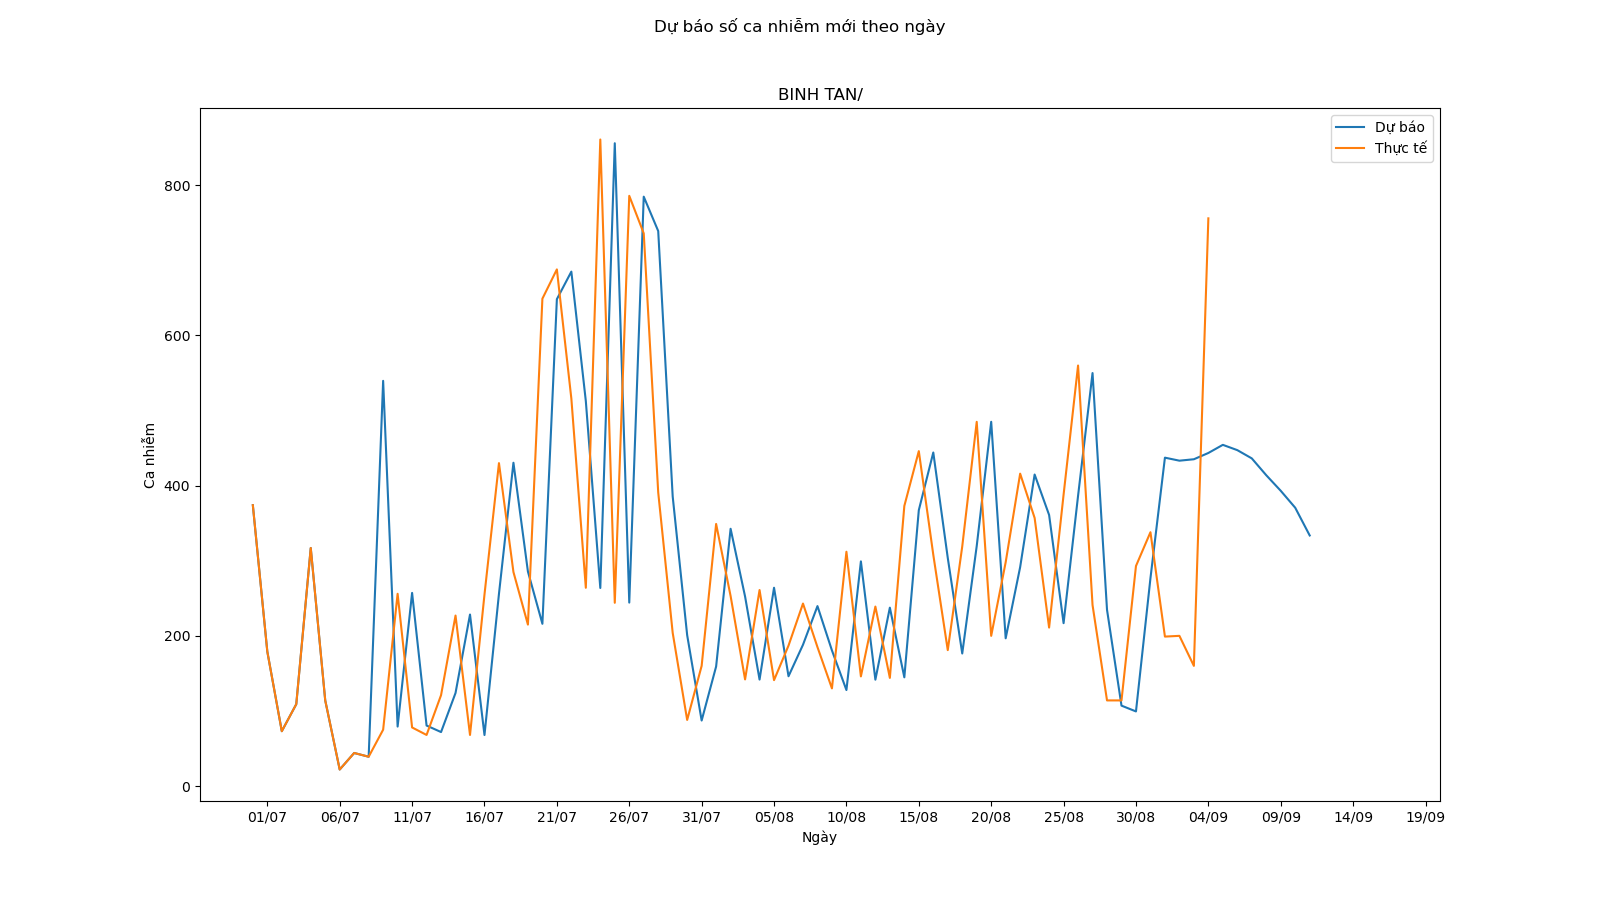 Dự báo số ca nhiễm mới theo ngày
BINH TAN/
Dự báo
Thực tế
800
600
400
200
0
Ca nhiễm
01/07 06/07 11/07 16/07 21/07 26/07 31/07 05/08 10/08 15/08 20/08 25/08 30/08 04/09 09/09 14/09 19/09
Ngày